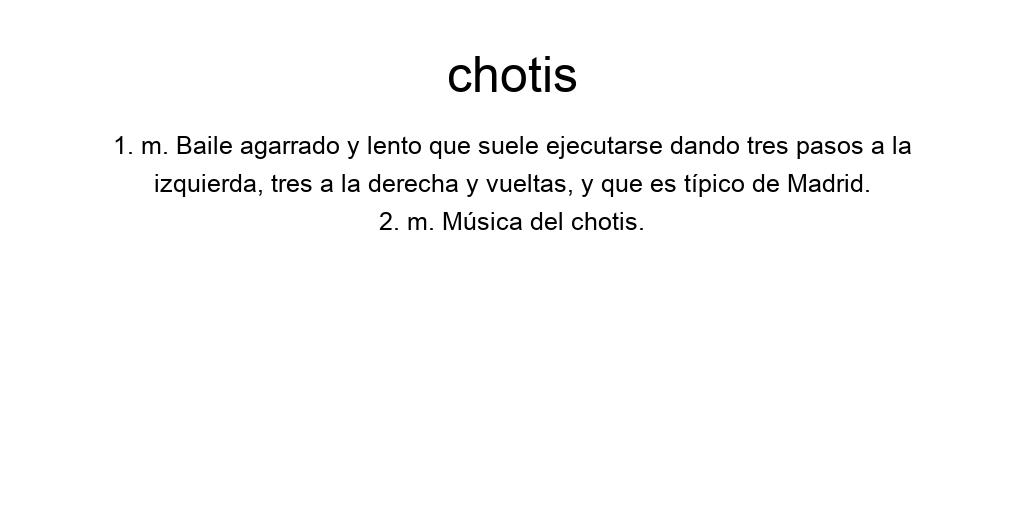 chotis
1. m. Baile agarrado y lento que suele ejecutarse dando tres pasos a la
izquierda, tres a la derecha y vueltas, y que es típico de Madrid.
2. m. Música del chotis.